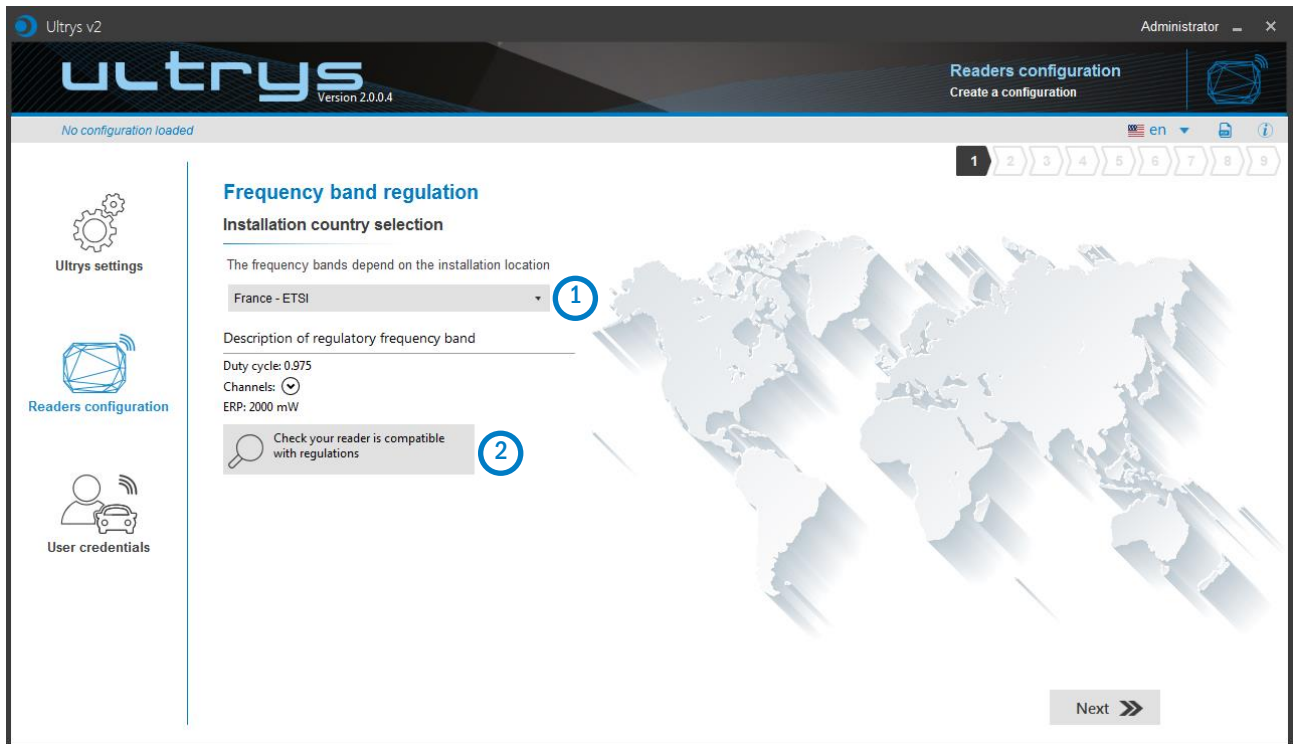 Ultrys v2
Administrator
ultrys
Version 2.0.0.4
Readers configuration
Create a configuration
No configuration loaded
en
1 2 3 4 5 6 7 8 9
Frequency band regulation
Installation country selection
The frequency bands depend on the installation location
France - ETSI
1
Description of regulatory frequency band
Duty cycle: 0.975
Channels:
ERP: 2000 mW
Check your reader is compatible
with regulations
2
Ultrys settings
Readers configuration
User credentials
Next